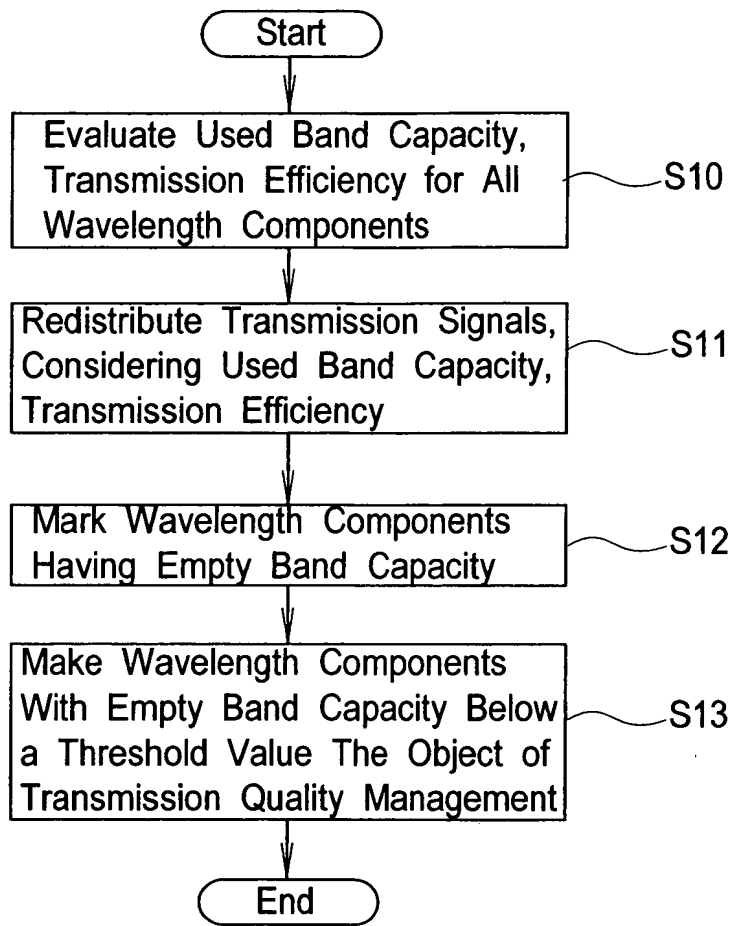 Start
Evaluate Used Band Capacity,
Transmission Efficiency for All
Wavelength Components
S10
Redistribute Transmission Signals,
Considering Used Band Capacity,
Transmission Efficiency
S11
Mark Wavelength Components
Having Empty Band Capacity
S12
Make Wavelength Components
With Empty Band Capacity Below
a Threshold Value The Object of
Transmission Quality Management
S13
End